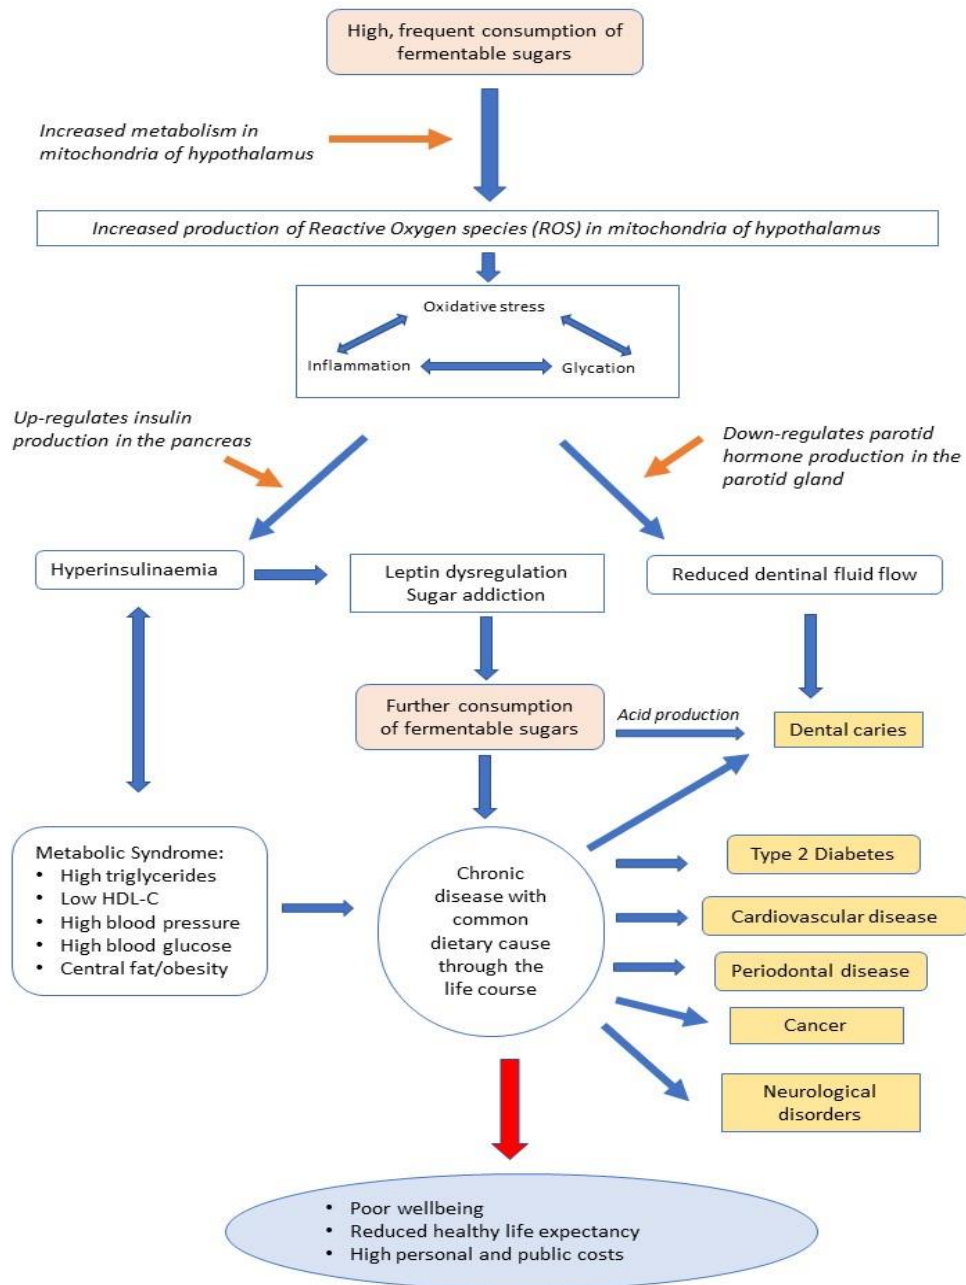 High, frequent consumption of
fermentable sugars
Increased metabolism in
mitochondria of hypothalamus
Increased production of Reactive Oxygen species (ROS) in mitochondria of hypothalamus
Oxidative stress
Inflammation
Glycation
Up-regulates insulin
production in the pancreas
Down-regulates parotid
hormone production in the
parotid gland
Hyperinsulinaemia
Leptin dysregulation
Sugar addiction
Reduced dentinal fluid flow
Further consumption
of fermentable sugars
Acid production
Dental caries
Metabolic Syndrome:
• High triglycerides
• Low HDL-C
• High blood pressure
• High blood glucose
• Central fat/obesity
Chronic
disease with
common
dietary cause
through the
life course
Type 2 Diabetes
Cardiovascular disease
Periodontal disease
Cancer
Neurological
disorders
• Poor wellbeing
• Reduced healthy life expectancy
• High personal and public costs